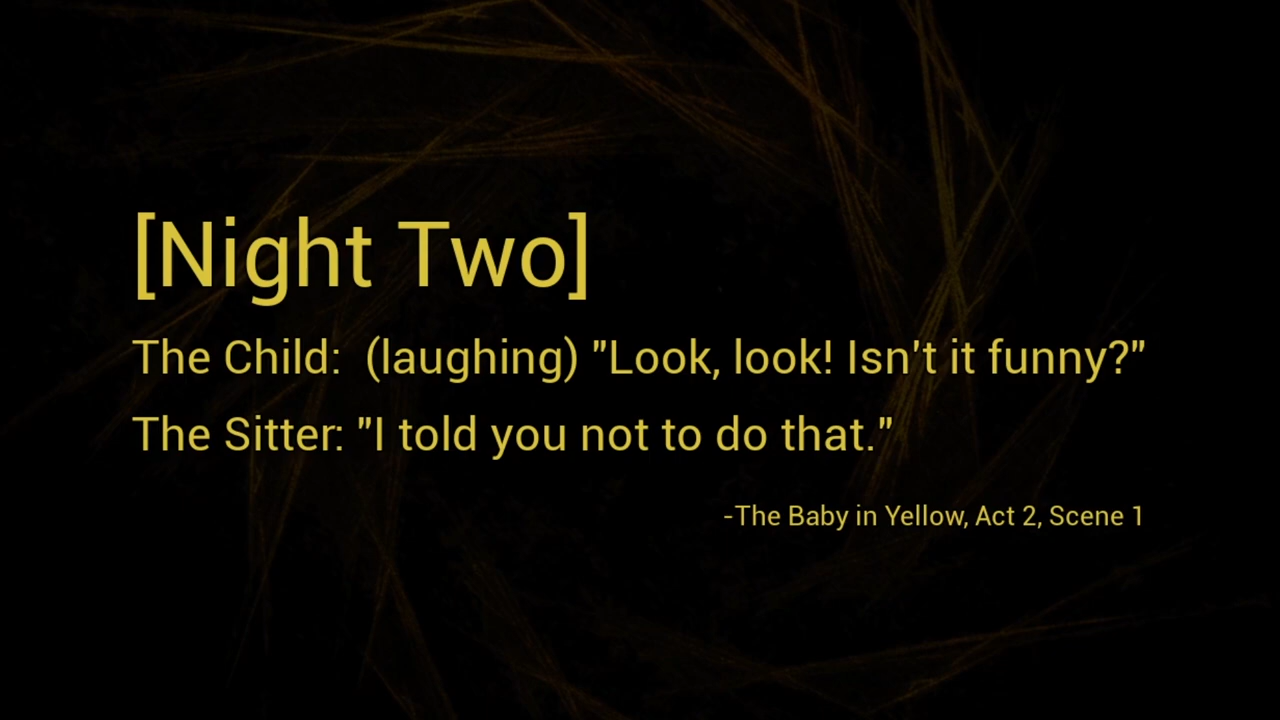 [Night Two]
The Child:  (laughing) "Look, look! Isn't it funny?"
The Sitter: "I told you not to do that."
-The Baby in Yellow, Act 2, Scene 1